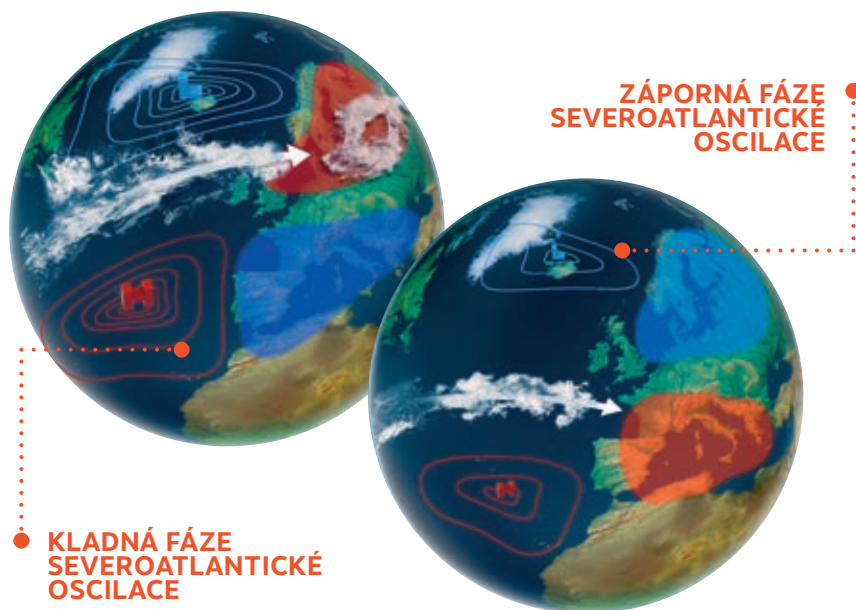 L
H
KLADNÁ FÁZE
SEVEROATLANTICKÉ
OSCILACE
ZÁPORNÁ FÁZE
SEVEROATLANTICKÉ
OSCILACE
L
H